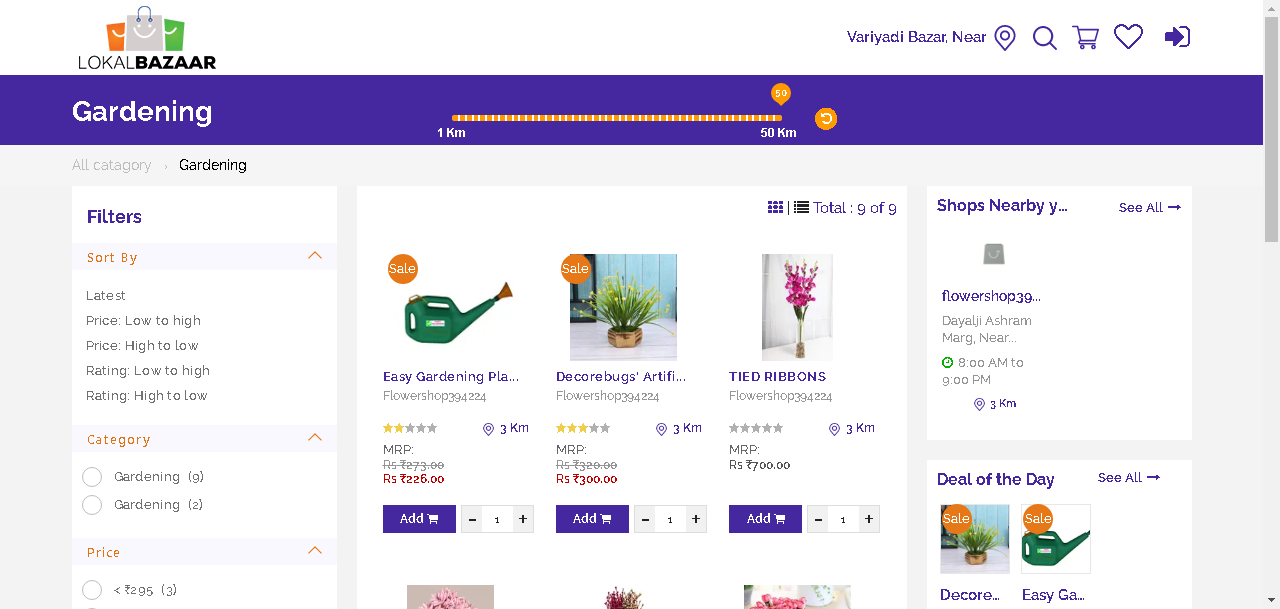 LOKALBAZAAR
Variyadi Bazar, Near
Gardening
50
1 Km
50 Km
All catagory › Gardening
Filters
Sort By
Latest
Price: Low to high
Price: High to low
Rating: Low to high
Rating: High to low
Category
Gardening (9)
Gardening (2)
Price
< ₹295 (3)
| Total : 9 of 9
Sale
Easy Gardening Pla...
Flowershop394224
3 Km
MRP:
Rs ₹273.00
Rs ₹226.00
Add
- 1 +
Sale
Decorebugs' Artifi...
Flowershop394224
3 Km
MRP:
Rs ₹320.00
Rs ₹300.00
Add
- 1 +
TIED RIBBONS
Flowershop394224
3 Km
MRP:
Rs ₹700.00
Add
- 1 +
Shops Nearby y...
See All
flowershop39...
Dayalji Ashram
Marg, Near...
8:00 AM to
9:00 PM
3 Km
Deal of the Day
See All
Sale
Decore...
Sale
Easy Ga...